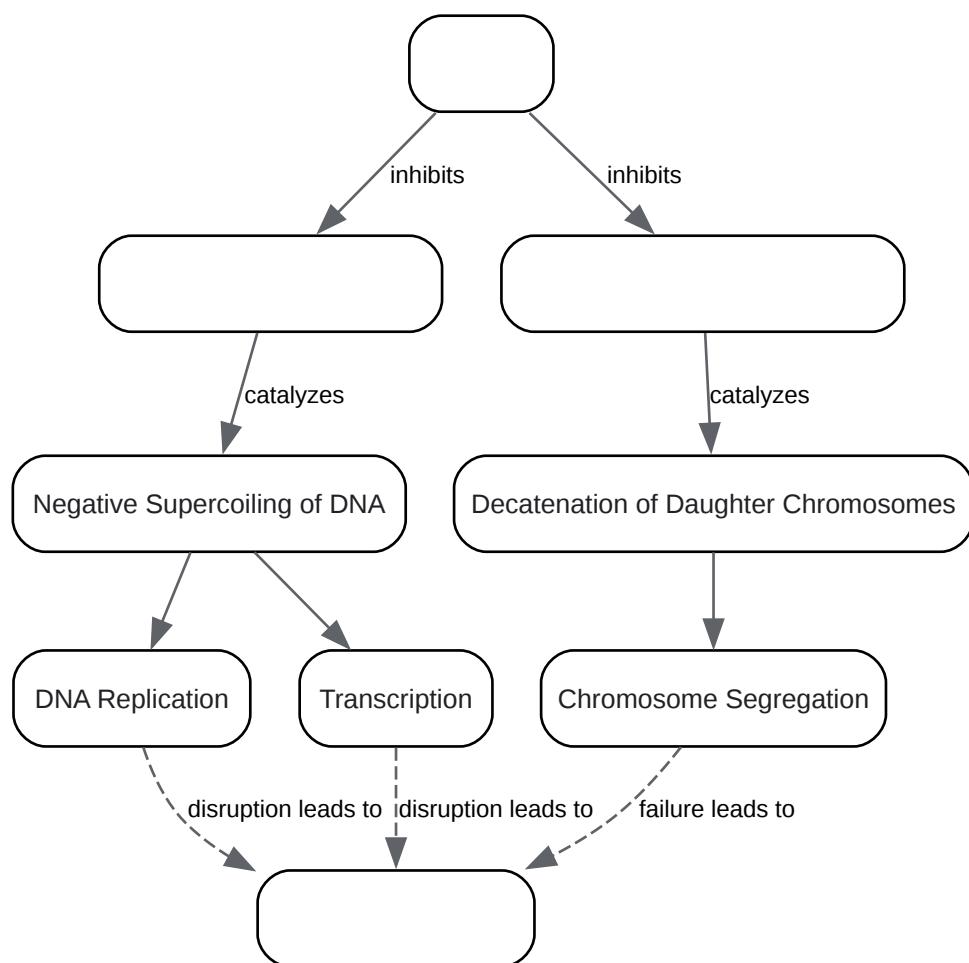 inhibits
inhibits
catalyzes
catalyzes
Negative Supercoiling of DNA
Decatenation of Daughter Chromosomes
DNA Replication
Transcription
Chromosome Segregation
disruption leads to
disruption leads to
failure leads to